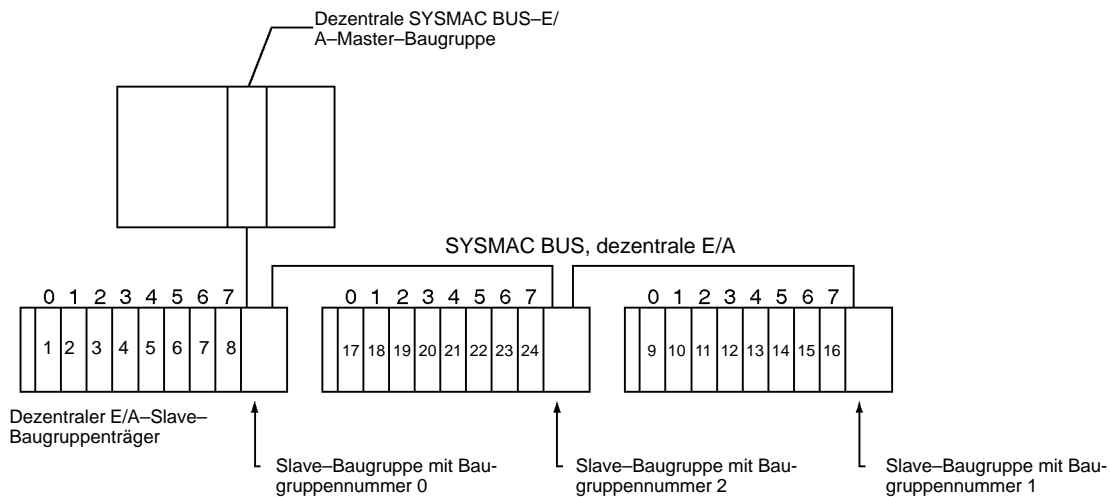 Dezentrale SYSMAC BUS–E/
A–Master–Baugruppe
SYSMAC BUS, dezentrale E/A
0 1 2 3 4 5 6 7
0 1 2 3 4 5 6 7
0 1 2 3 4 5 6 7
1 2 3 4 5 6 7 8
17 18 19 20 21 22 23 24
9 10 11 12 13 14 15 16
Dezentraler E/A–Slave–
Baugruppenträger
Slave–Baugruppe mit Bau-
gruppennummer 0
Slave–Baugruppe mit Bau-
gruppennummer 2
Slave–Baugruppe mit Bau-
gruppennummer 1